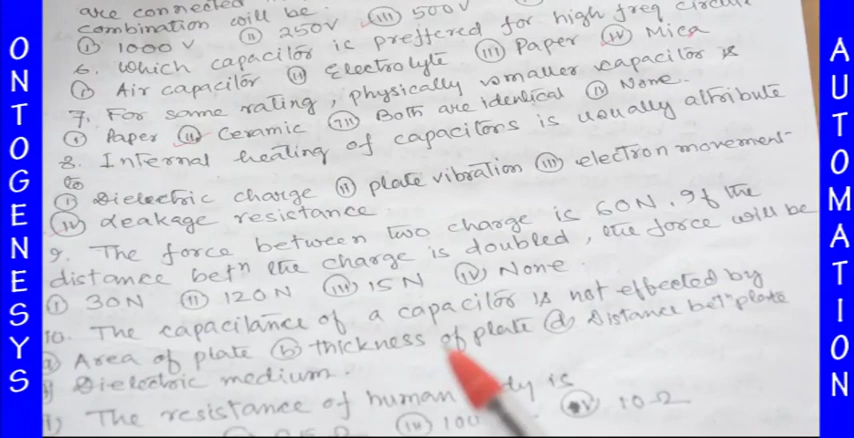 ONTOGENESYS
are connected
combination will be
(i) 1000 V (ii) 250V (iii) 500V
6. Which capacitor is preffered for high freq circuit
(i) Air capacitor (ii) Electrolyte (iii) Paper (iv) Mica
7. For same rating, physically smaller capacitor is
(i) Paper (ii) Ceramic (iii) Both are identical (iv) None.
8. Internal heating of capacitors is usually attribute
to
(i) Dielectric charge (ii) plate vibration (iii) electron movement
(iv) Leakage resistance
9. The force between two charge is 60N. If the
distance betn the charge is doubled, the force will be
(i) 30N (ii) 120N (iii) 15N (iv) None.
10. The capacitance of a capacitor is not effected by
a) Area of plate (b) thickness of plate (d) Distance betn plate
Dielectric medium.
The resistance of human is
(iii) 100 (iv) 10Ω
AUTOMATION